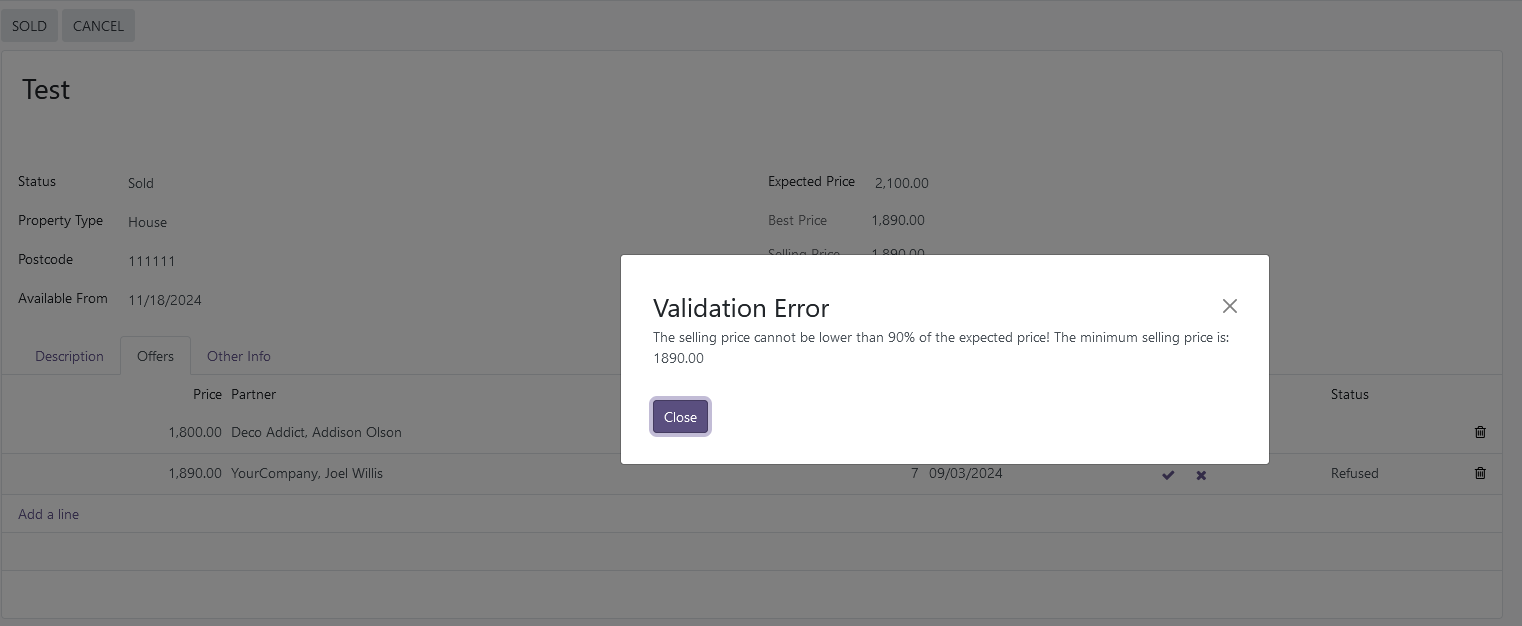 SOLD CANCEL
Test
Status Sold Expected Price 2,100.00
Property Type House Best Price 1,890.00
Selling Price 1,890.00
Postcode 111111
Available From 11/18/2024
Validation Error
The selling price cannot be lower than 90% of the expected price! The minimum selling price is:
1890.00
Close
Description Offers Other Info
Price Partner Status
1,800.00 Deco Addict, Addison Olson
1,890.00 YourCompany, Joel Willis 7 09/03/2024 Refused
Add a line